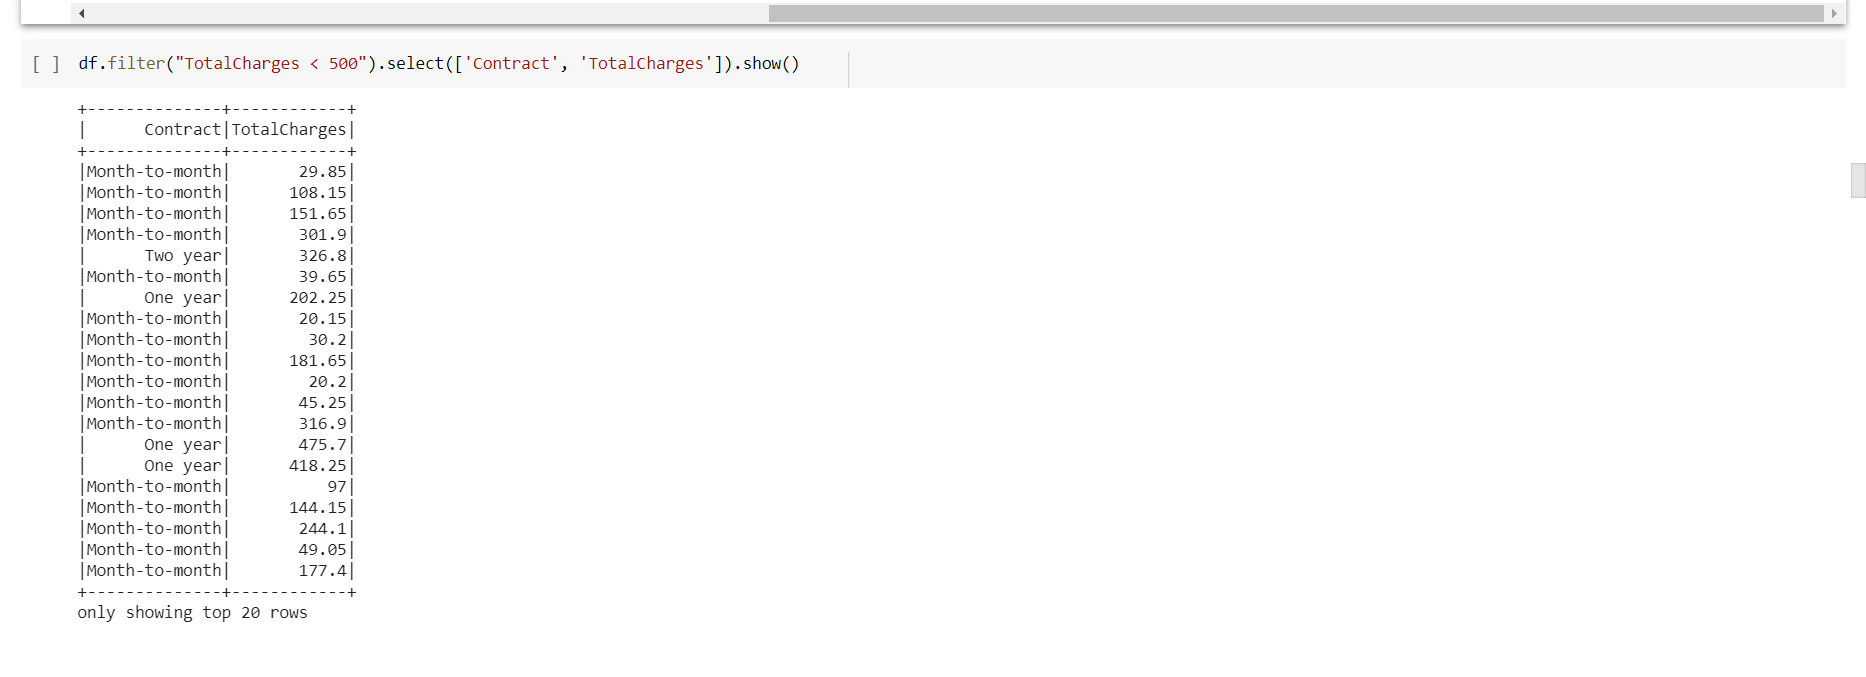 [ ] df.filter("TotalCharges < 500").select(['Contract', 'TotalCharges']).show()
+--------------+------------+
|      Contract|TotalCharges|
+--------------+------------+
|Month-to-month|       29.85|
|Month-to-month|      108.15|
|Month-to-month|      151.65|
|Month-to-month|       301.9|
|      Two year|       326.8|
|Month-to-month|       39.65|
|      One year|      202.25|
|Month-to-month|       20.15|
|Month-to-month|        30.2|
|Month-to-month|      181.65|
|Month-to-month|        20.2|
|Month-to-month|       45.25|
|Month-to-month|       316.9|
|      One year|       475.7|
|      One year|      418.25|
|Month-to-month|          97|
|Month-to-month|      144.15|
|Month-to-month|       244.1|
|Month-to-month|       49.05|
|Month-to-month|       177.4|
+--------------+------------+
only showing top 20 rows